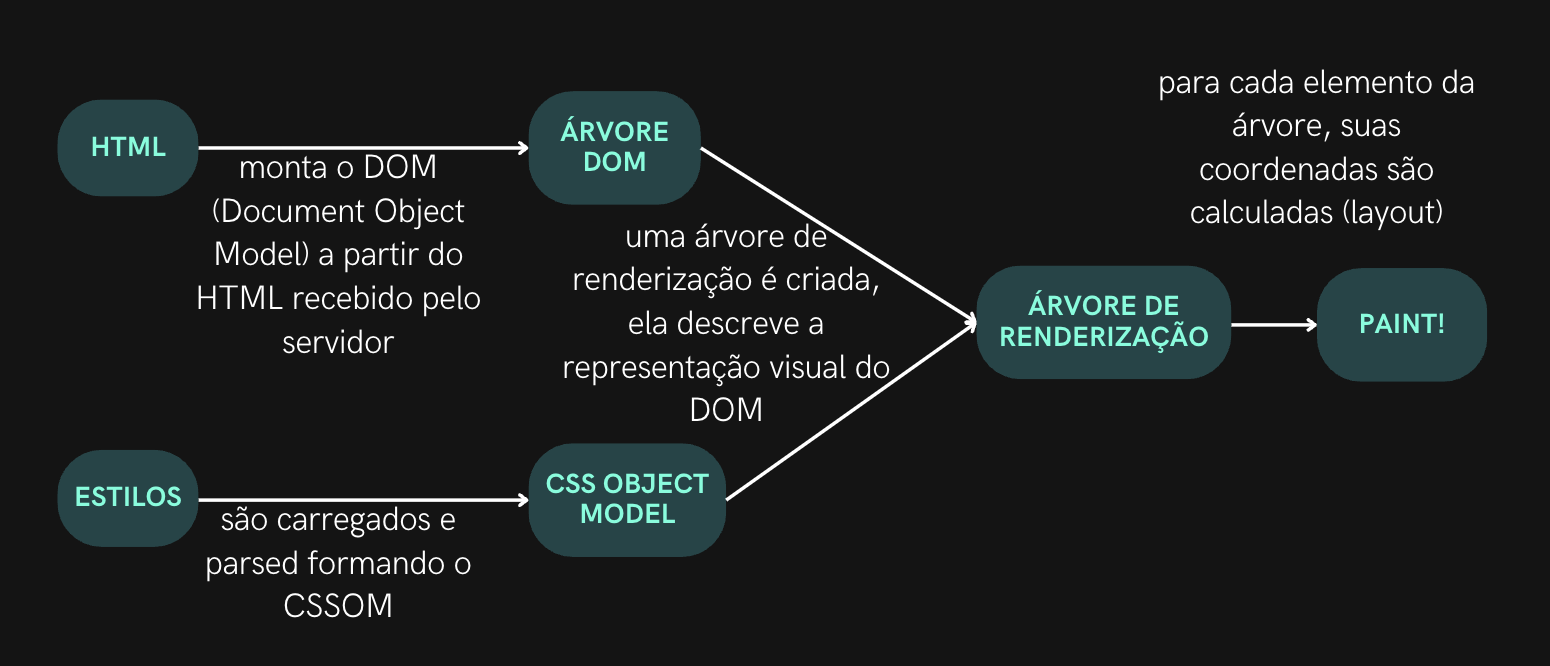 HTML
monta o DOM
(Document Object
Model) a partir do
HTML recebido pelo
servidor
ÁRVORE
DOM
uma árvore de
renderização é criada,
ela descreve a
representação visual do
DOM
ESTILOS
são carregados e
parsed formando o
CSSOM
CSS OBJECT
MODEL
ÁRVORE DE
RENDERIZAÇÃO
para cada elemento da
árvore, suas
coordenadas são
calculadas (layout)
PAINT!